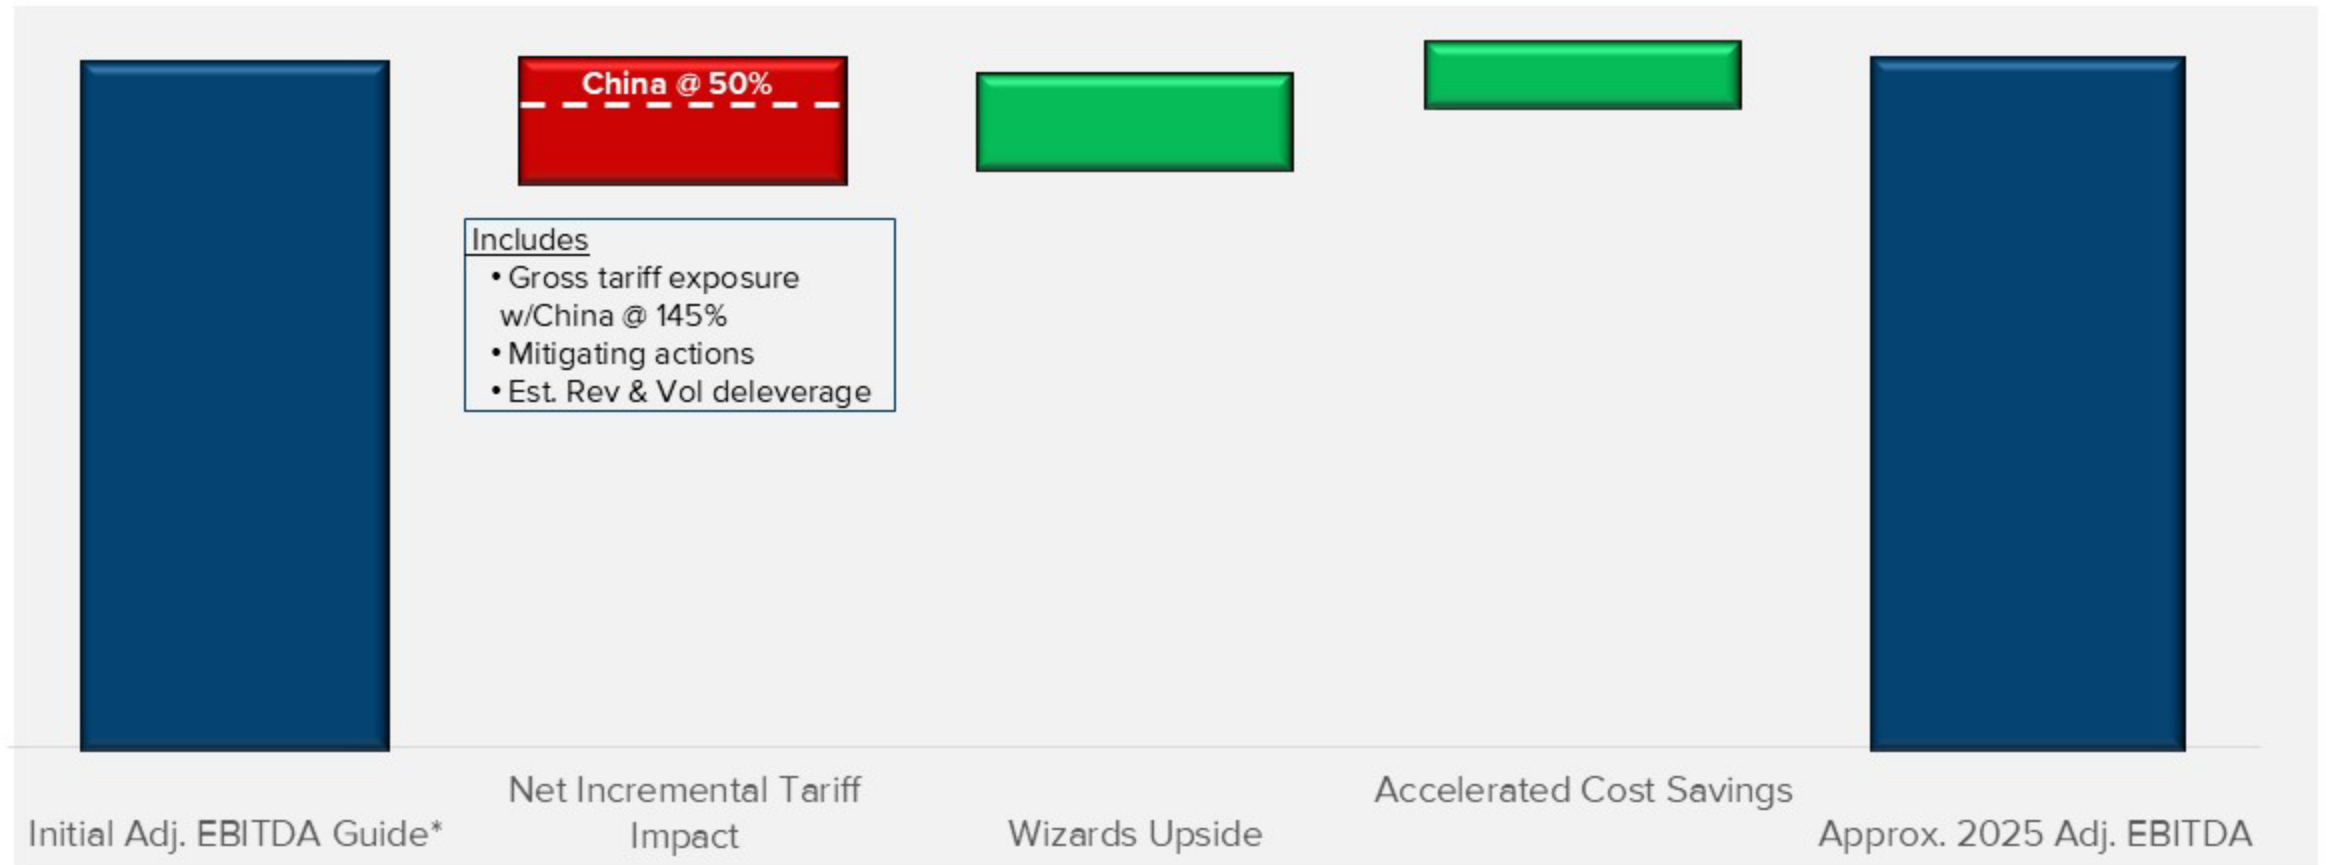 China @ 50%
Includes
• Gross tariff exposure
w/China @ 145%
• Mitigating actions
• Est. Rev & Vol deleverage
Initial Adj. EBITDA Guide*
Net Incremental Tariff
Impact
Wizards Upside
Accelerated Cost Savings
Approx. 2025 Adj. EBITDA